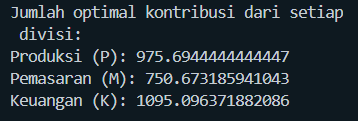 Jumlah optimal kontribusi dari setiap
divisi:
Produksi (P): 975.6944444444447
Pemasaran (M): 750.673185941043
Keuangan (K): 1095.096371882086